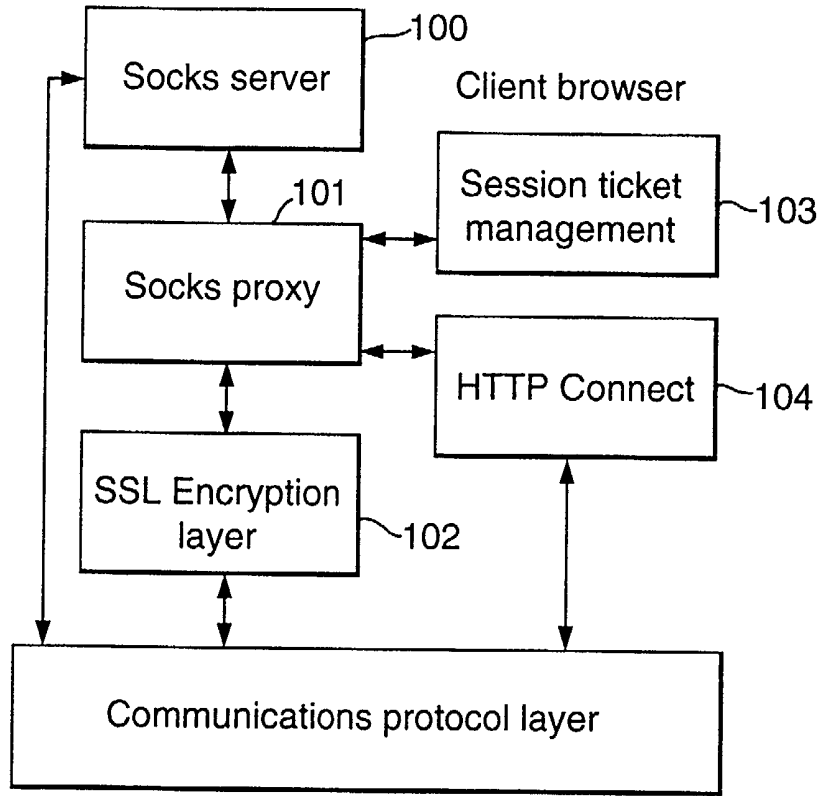 100
Socks server
Client browser
101
Session ticket
management
103
Socks proxy
HTTP Connect
104
SSL Encryption
layer
102
Communications protocol layer